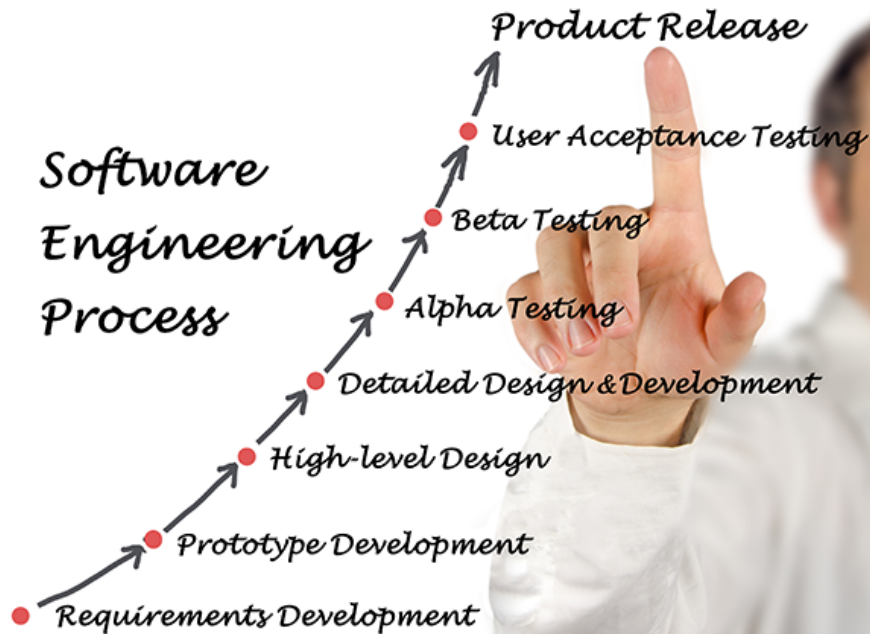 Product Release
User Acceptance Testing
Software
Engineering
Process
Beta Testing
Alpha Testing
Detailed Design & Development
High-level Design
Prototype Development
Requirements Development